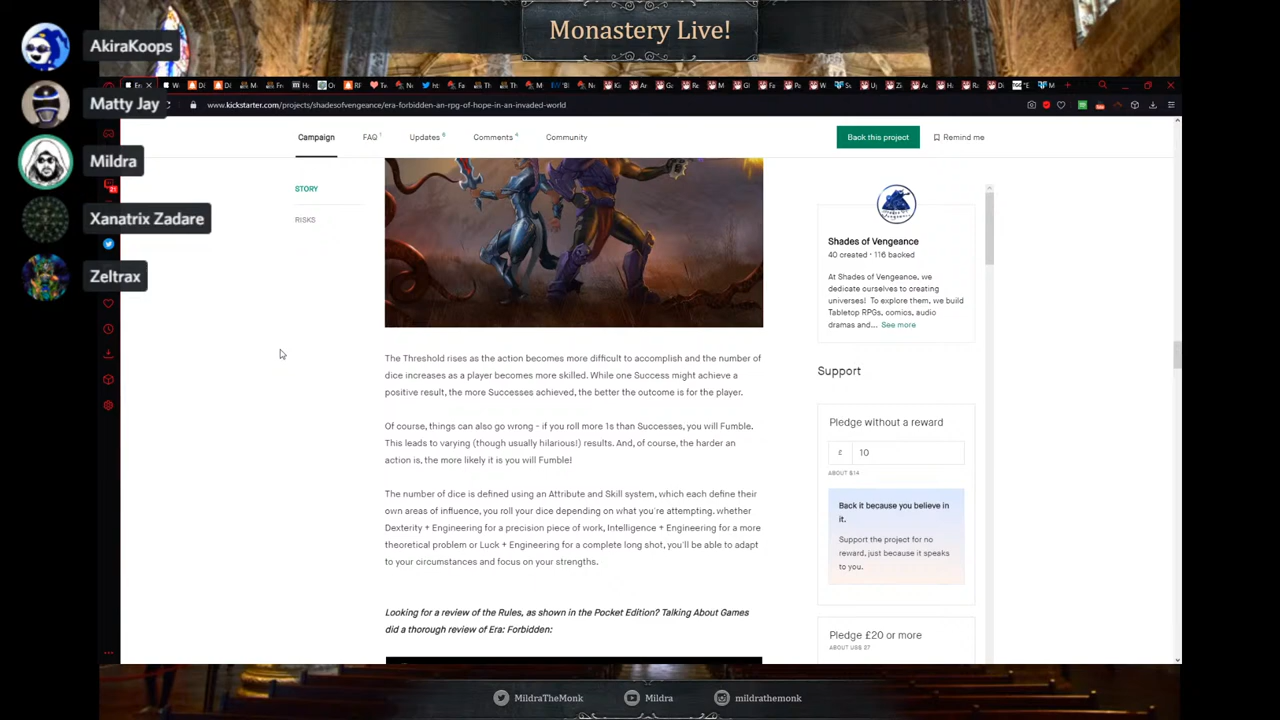 Monastery Live!
AkiraKoops
Matty Jay
Mildra
Xanatrix Zadare
Zeltrax
www.kickstarter.com/projects/shadesofvengeance/era-forbidden-an-rpg-of-hope-in-an-invaded-world
Campaign
FAQ
Updates
Comments
Community
Back this project
Remind me
STORY
RISKS
Shades of Vengeance
40 created · 116 backed
At Shades of Vengeance, we
dedicate ourselves to creating
universes! To explore them, we build
Tabletop RPGs, comics, audio
dramas and... See more
The Threshold rises as the action becomes more difficult to accomplish and the number of
dice increases as a player becomes more skilled. While one Success might achieve a
positive result, the more Successes achieved, the better the outcome is for the player.
Of course, things can also go wrong - if you roll more 1s than Successes, you will Fumble.
This leads to varying (though usually hilarious!) results. And, of course, the harder an
action is, the more likely it is you will Fumble!
The number of dice is defined using an Attribute and Skill system, which each define their
own areas of influence, you roll your dice depending on what you're attempting. whether
Dexterity + Engineering for a precision piece of work, Intelligence + Engineering for a more
theoretical problem or Luck + Engineering for a complete long shot, you'll be able to adapt
to your circumstances and focus on your strengths.
Looking for a review of the Rules, as shown in the Pocket Edition? Talking About Games
did a thorough review of Era: Forbidden:
Support
Pledge without a reward
£ 10
ABOUT $14
Back it because you believe in
it.
Support the project for no
reward, just because it speaks
to you.
Pledge £20 or more
ABOUT US$ 27
MildraTheMonk
Mildra
mildrathemonk